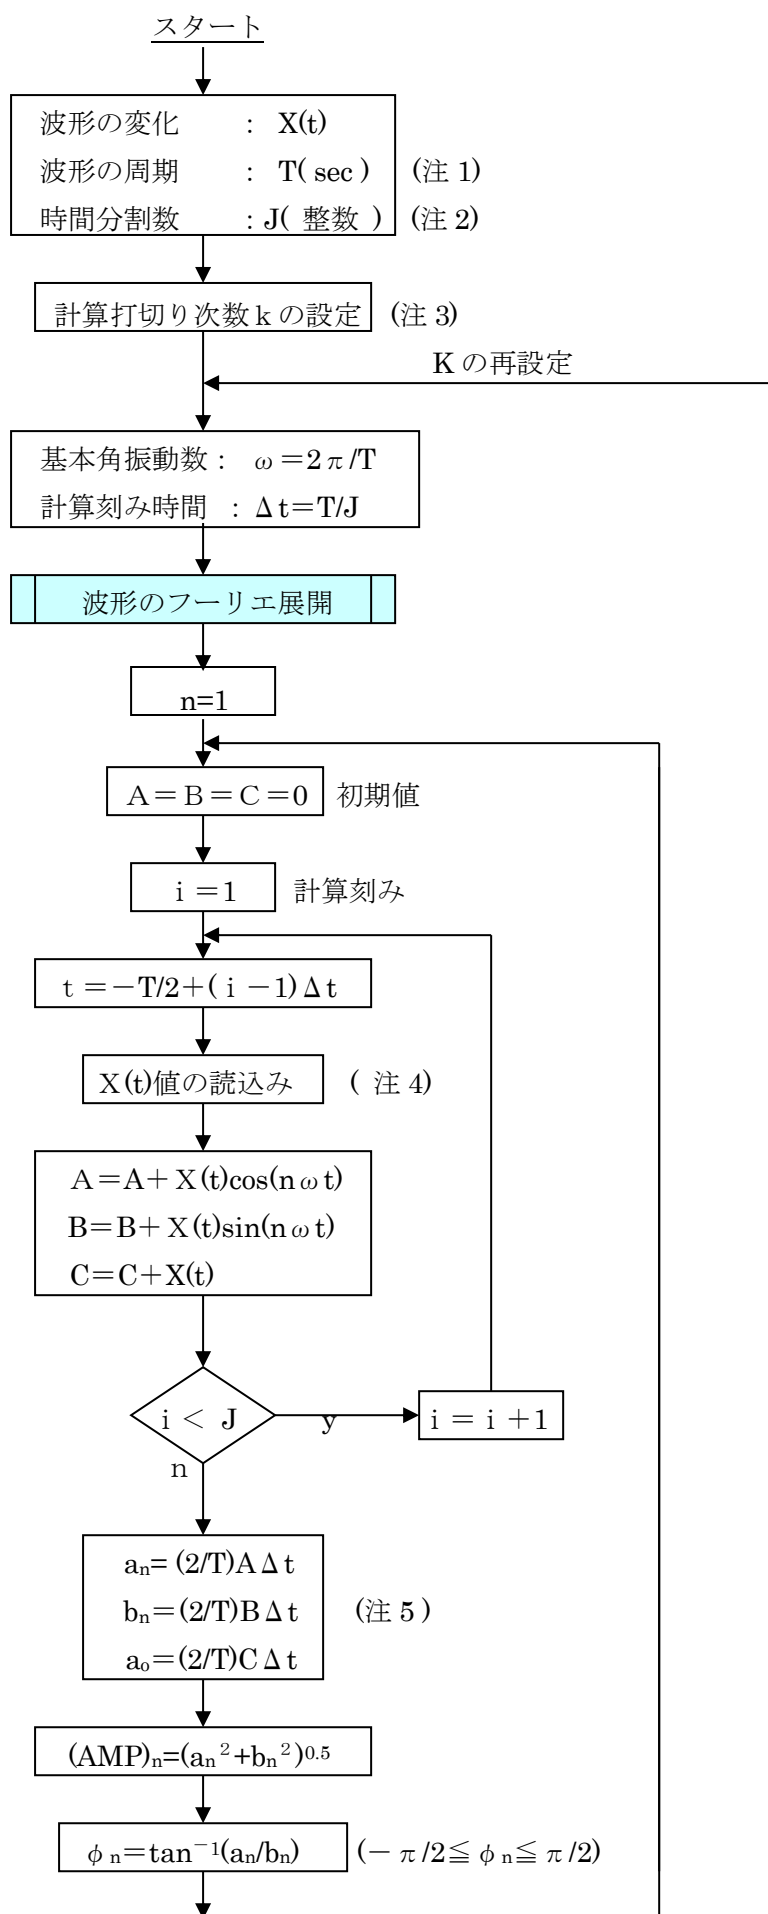 スタート
波形の変化 : X(t)
波形の周期 : T( sec ) (注 1)
時間分割数 : J( 整数 ) (注 2)
計算打切り次数 k の設定 (注 3)
K の再設定
基本角振動数 : ω＝2π/T
計算刻み時間 : Δt＝T/J
波形のフーリエ展開
n=1
A＝B＝C＝0 初期値
i＝1 計算刻み
t＝−T/2＋( i −1)Δt
X(t)値の読込み ( 注 4)
A＝A＋X(t)cos(nωt)
B＝B＋X(t)sin(nωt)
C＝C＋X(t)
i ＜ J y i = i +1
n
aₙ= (2/T)AΔt
bₙ＝(2/T)BΔt (注 5 )
a₀＝(2/T)CΔt
(AMP)ₙ=(aₙ²+bₙ²)⁰·⁵
φₙ＝tan⁻¹(aₙ/bₙ) (−π/2≦φₙ≦π/2)